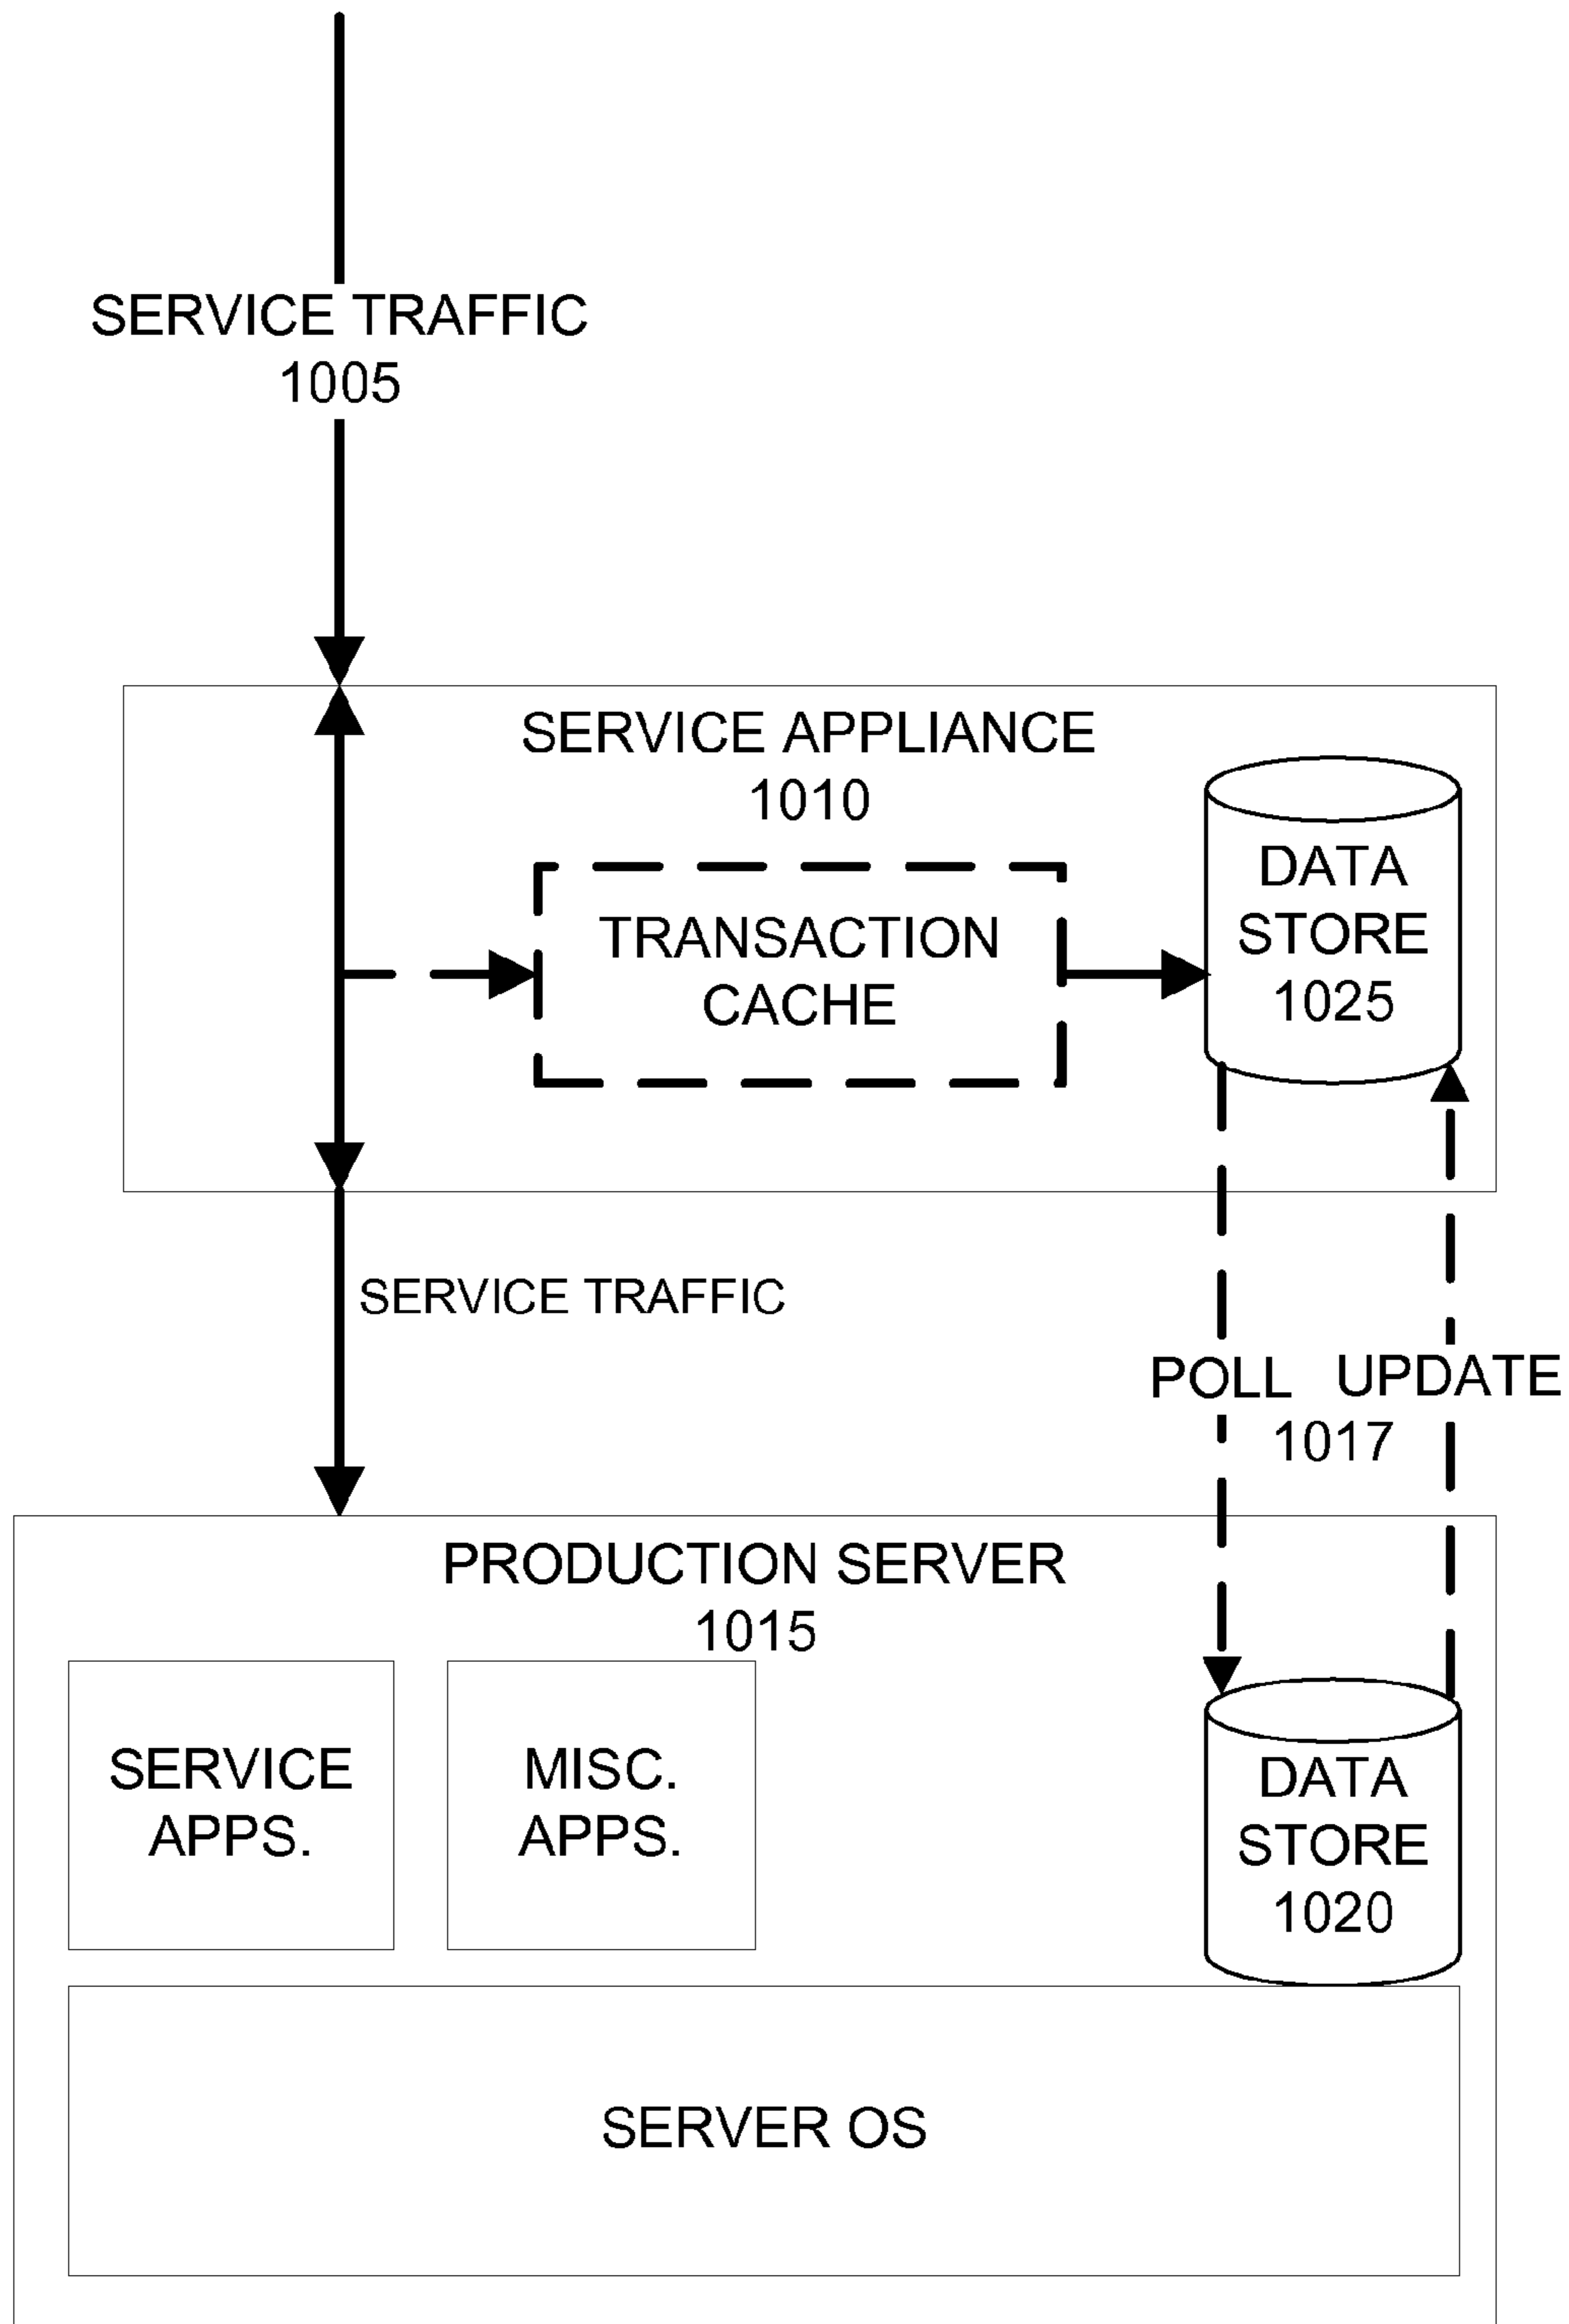 SERVICE TRAFFIC
1005
SERVICE APPLIANCE
1010
TRANSACTION
CACHE
DATA
STORE
1025
SERVICE TRAFFIC
POLL UPDATE
1017
PRODUCTION SERVER
1015
SERVICE
APPS.
MISC.
APPS.
DATA
STORE
1020
SERVER OS